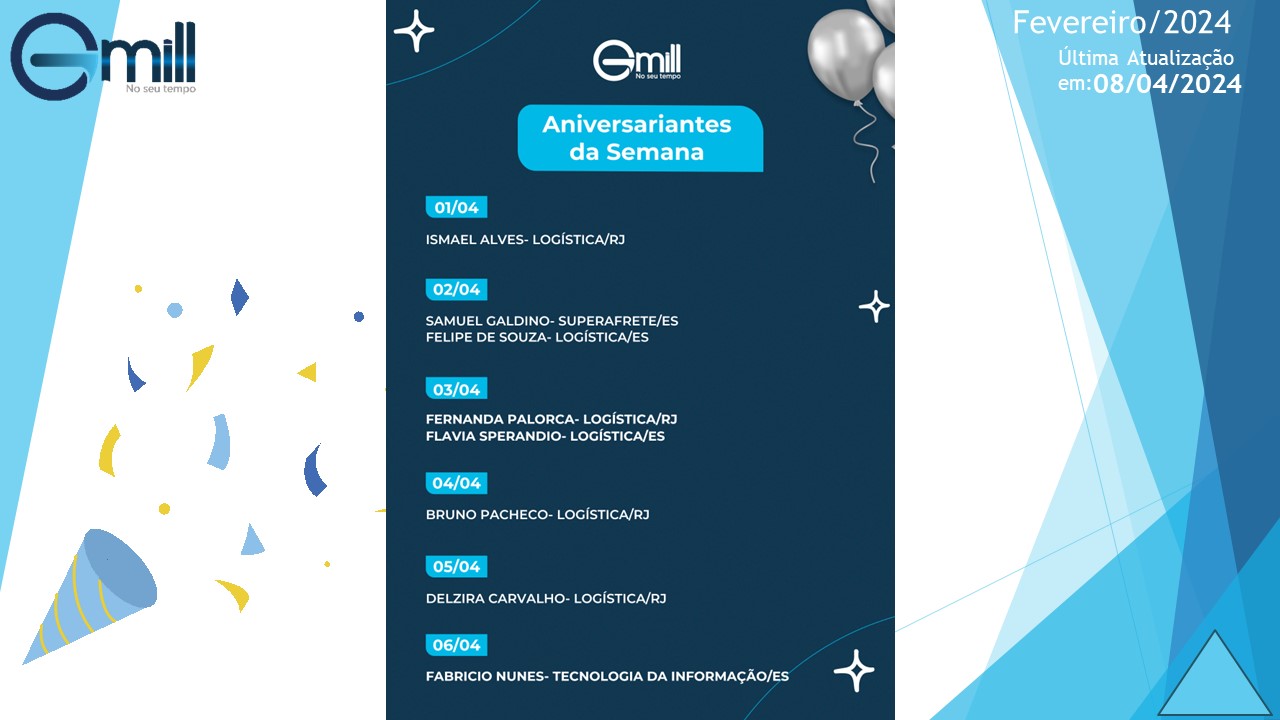 Gmill
No seu tempo
Gmill
No seu tempo
Aniversariantes
da Semana
01/04
ISMAEL ALVES- LOGÍSTICA/RJ
02/04
SAMUEL GALDINO- SUPERAFRETE/ES
FELIPE DE SOUZA- LOGÍSTICA/ES
03/04
FERNANDA PALORCA- LOGÍSTICA/RJ
FLAVIA SPERANDIO- LOGÍSTICA/ES
04/04
BRUNO PACHECO- LOGÍSTICA/RJ
05/04
DELZIRA CARVALHO- LOGÍSTICA/RJ
06/04
FABRICIO NUNES- TECNOLOGIA DA INFORMAÇÃO/ES
Fevereiro/2024
Última Atualização
em:08/04/2024